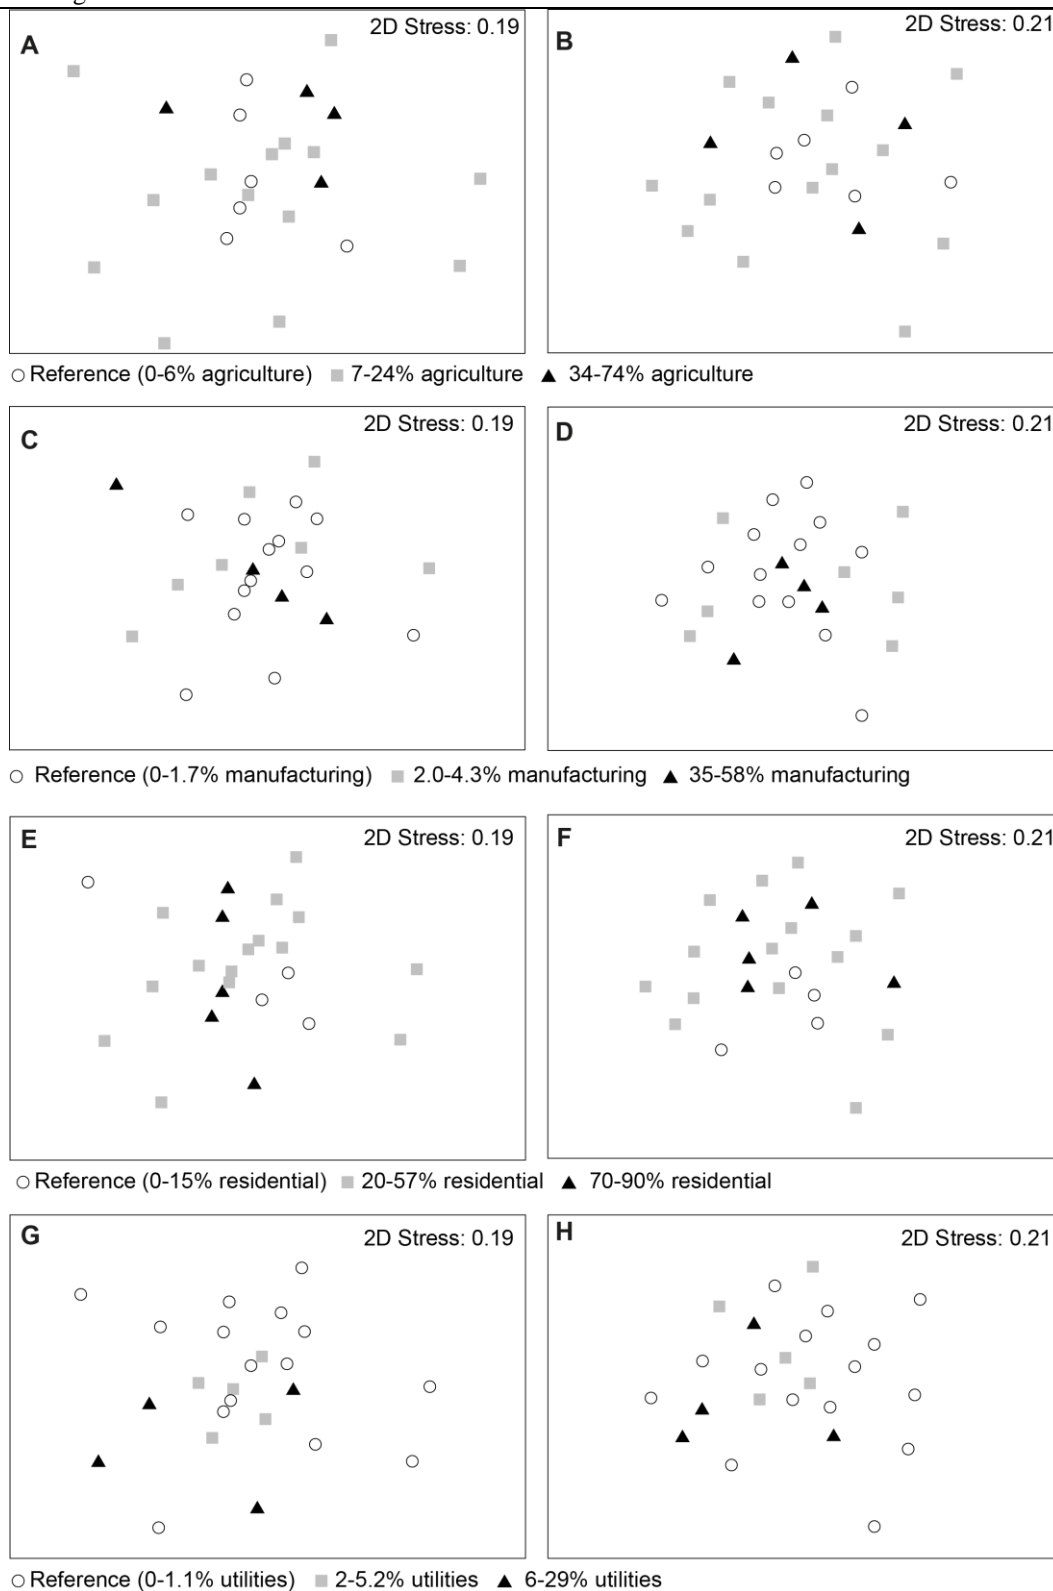 A 2D Stress: 0.19
B 2D Stress: 0.21
Reference (0-6% agriculture) 7-24% agriculture 34-74% agriculture
C 2D Stress: 0.19
D 2D Stress: 0.21
Reference (0-1.7% manufacturing) 2.0-4.3% manufacturing 35-58% manufacturing
E 2D Stress: 0.19
F 2D Stress: 0.21
Reference (0-15% residential) 20-57% residential 70-90% residential
G 2D Stress: 0.19
H 2D Stress: 0.21
Reference (0-1.1% utilities) 2-5.2% utilities 6-29% utilities